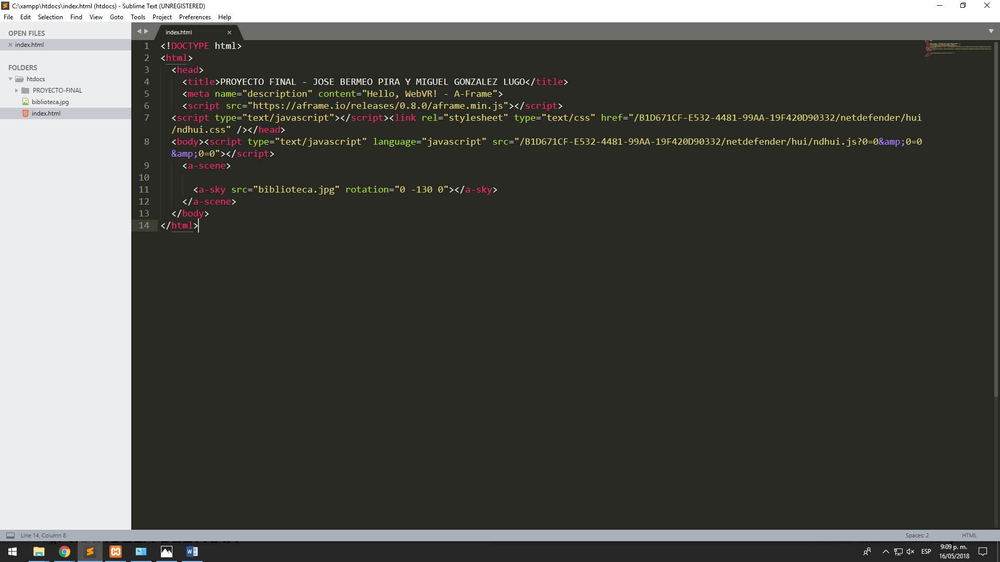 C:\xampp\htdocs\index.html (htdocs) - Sublime Text (UNREGISTERED)
File Edit Selection Find View Goto Tools Project Preferences Help
OPEN FILES
index.html
FOLDERS
htdocs
PROYECTO-FINAL
biblioteca.jpg
index.html
index.html
1 <!DOCTYPE html>
2 <html>
3 <head>
4 <title>PROYECTO FINAL - JOSE BERMEO PIRA Y MIGUEL GONZALEZ LUGO</title>
5 <meta name="description" content="Hello, WebVR! - A-Frame">
6 <script src="https://aframe.io/releases/0.8.0/aframe.min.js"></script>
7 <script type="text/javascript"></script><link rel="stylesheet" type="text/css" href="/B1D671CF-E532-4481-99AA-19F420D90332/netdefender/hui
/ndhui.css" /></head>
8 <body><script type="text/javascript" language="javascript" src="/B1D671CF-E532-4481-99AA-19F420D90332/netdefender/hui/ndhui.js?0=0&amp;0=0
&amp;0=0"></script>
9 <a-scene>
10
11 <a-sky src="biblioteca.jpg" rotation="0 -130 0"></a-sky>
12 </a-scene>
13 </body>
14 </html>
Line 14, Column 8
Spaces: 2
HTML
ESP
9:09 p. m.
16/05/2018